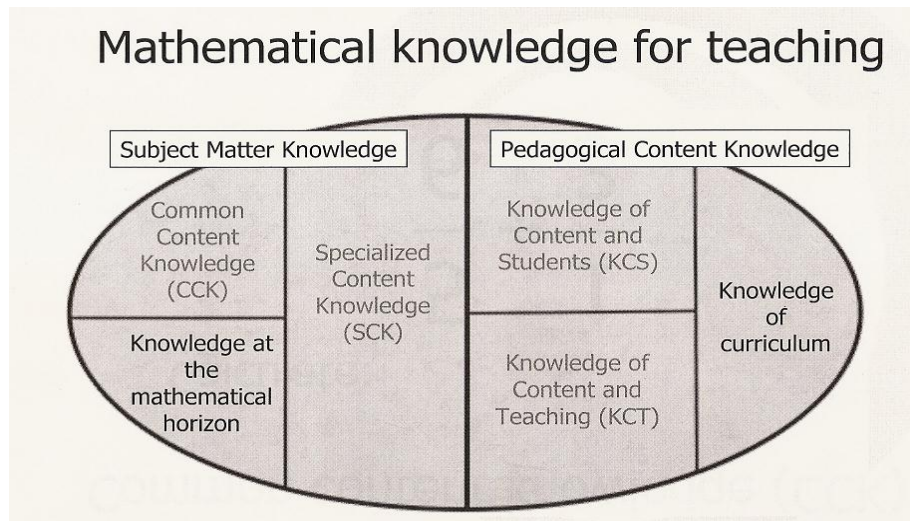 Mathematical knowledge for teaching
Subject Matter Knowledge
Pedagogical Content Knowledge
Common
Content
Knowledge
(CCK)
Knowledge at
the
mathematical
horizon
Specialized
Content
Knowledge
(SCK)
Knowledge of
Content and
Students (KCS)
Knowledge of
Content and
Teaching (KCT)
Knowledge
of
curriculum